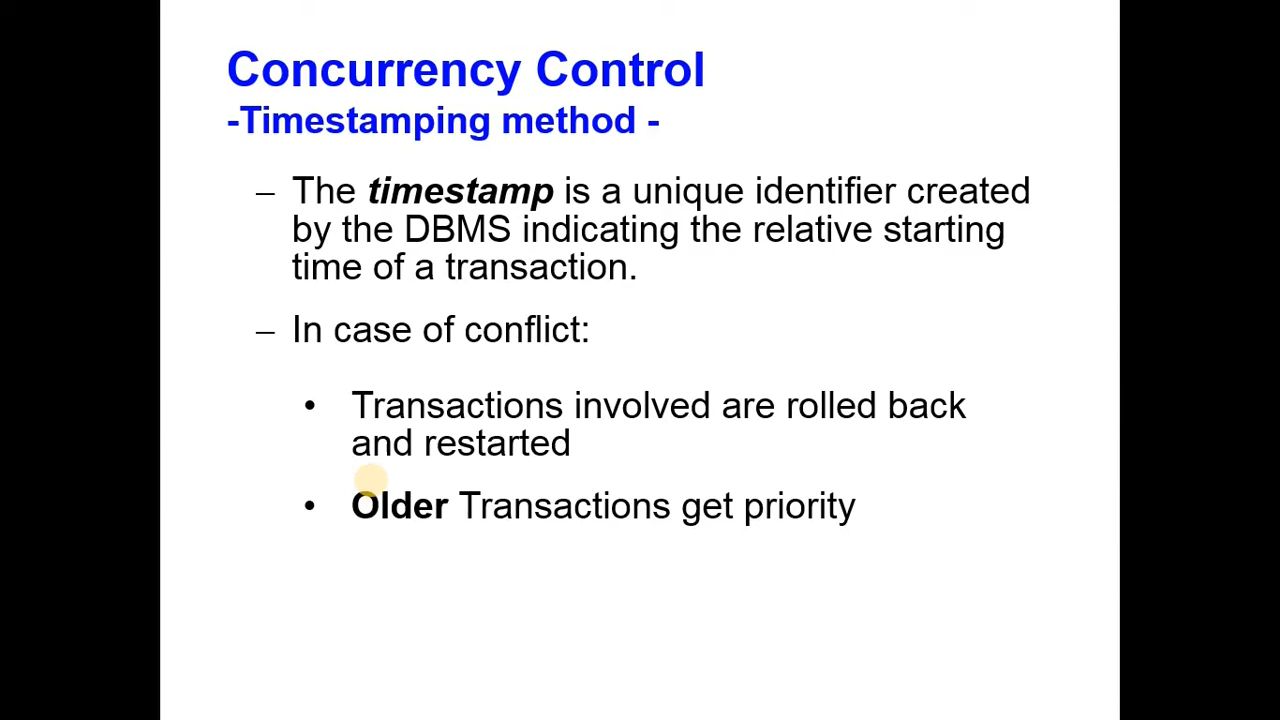 Concurrency Control
-Timestamping method -
– The timestamp is a unique identifier created
by the DBMS indicating the relative starting
time of a transaction.
– In case of conflict:
• Transactions involved are rolled back
and restarted
• Older Transactions get priority